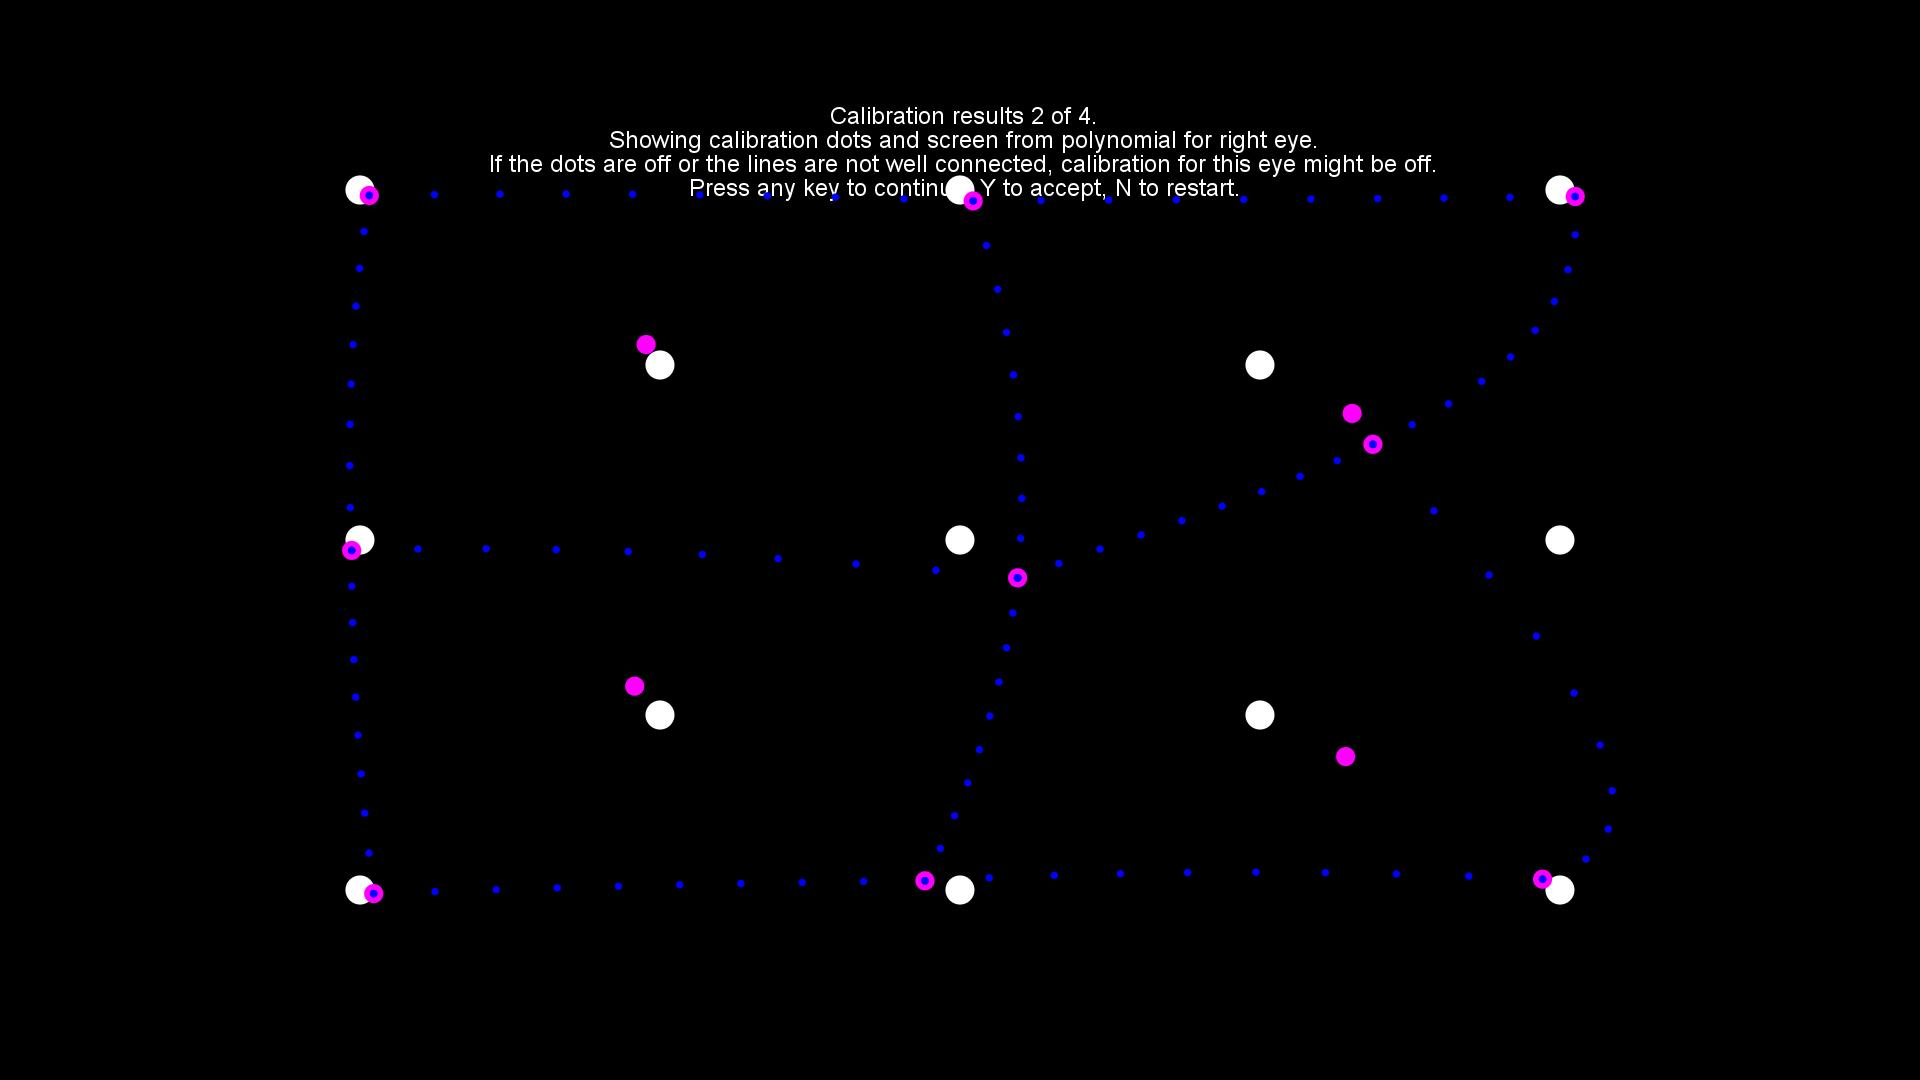 Calibration results 2 of 4.
Showing calibration dots and screen from polynomial for right eye.
If the dots are off or the lines are not well connected, calibration for this eye might be off.
Press any key to continue, Y to accept, N to restart.